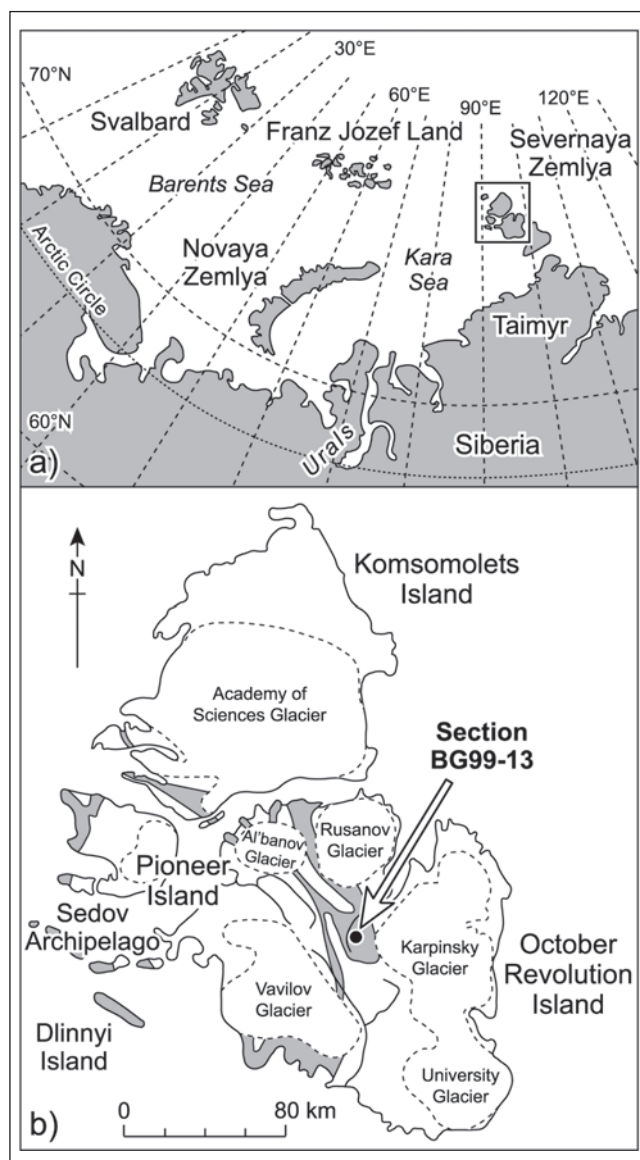 70°N
30°E
60°E
90°E
120°E
Svalbard
Franz Jozef Land
Severnaya
Zemlya
Barents Sea
Novaya
Zemlya
Kara
Sea
Arctic Circle
Taimyr
60°N
Urals
Siberia
a)
N
Komsomolets
Island
Academy of
Sciences Glacier
Section
BG99-13
Rusanov
Glacier
Al'banov
Glacier
Pioneer
Island
Sedov
Archipelago
Karpinsky
Glacier
October
Revolution
Island
Vavilov
Glacier
Dlinnyi
Island
University
Glacier
0 80 km
b)